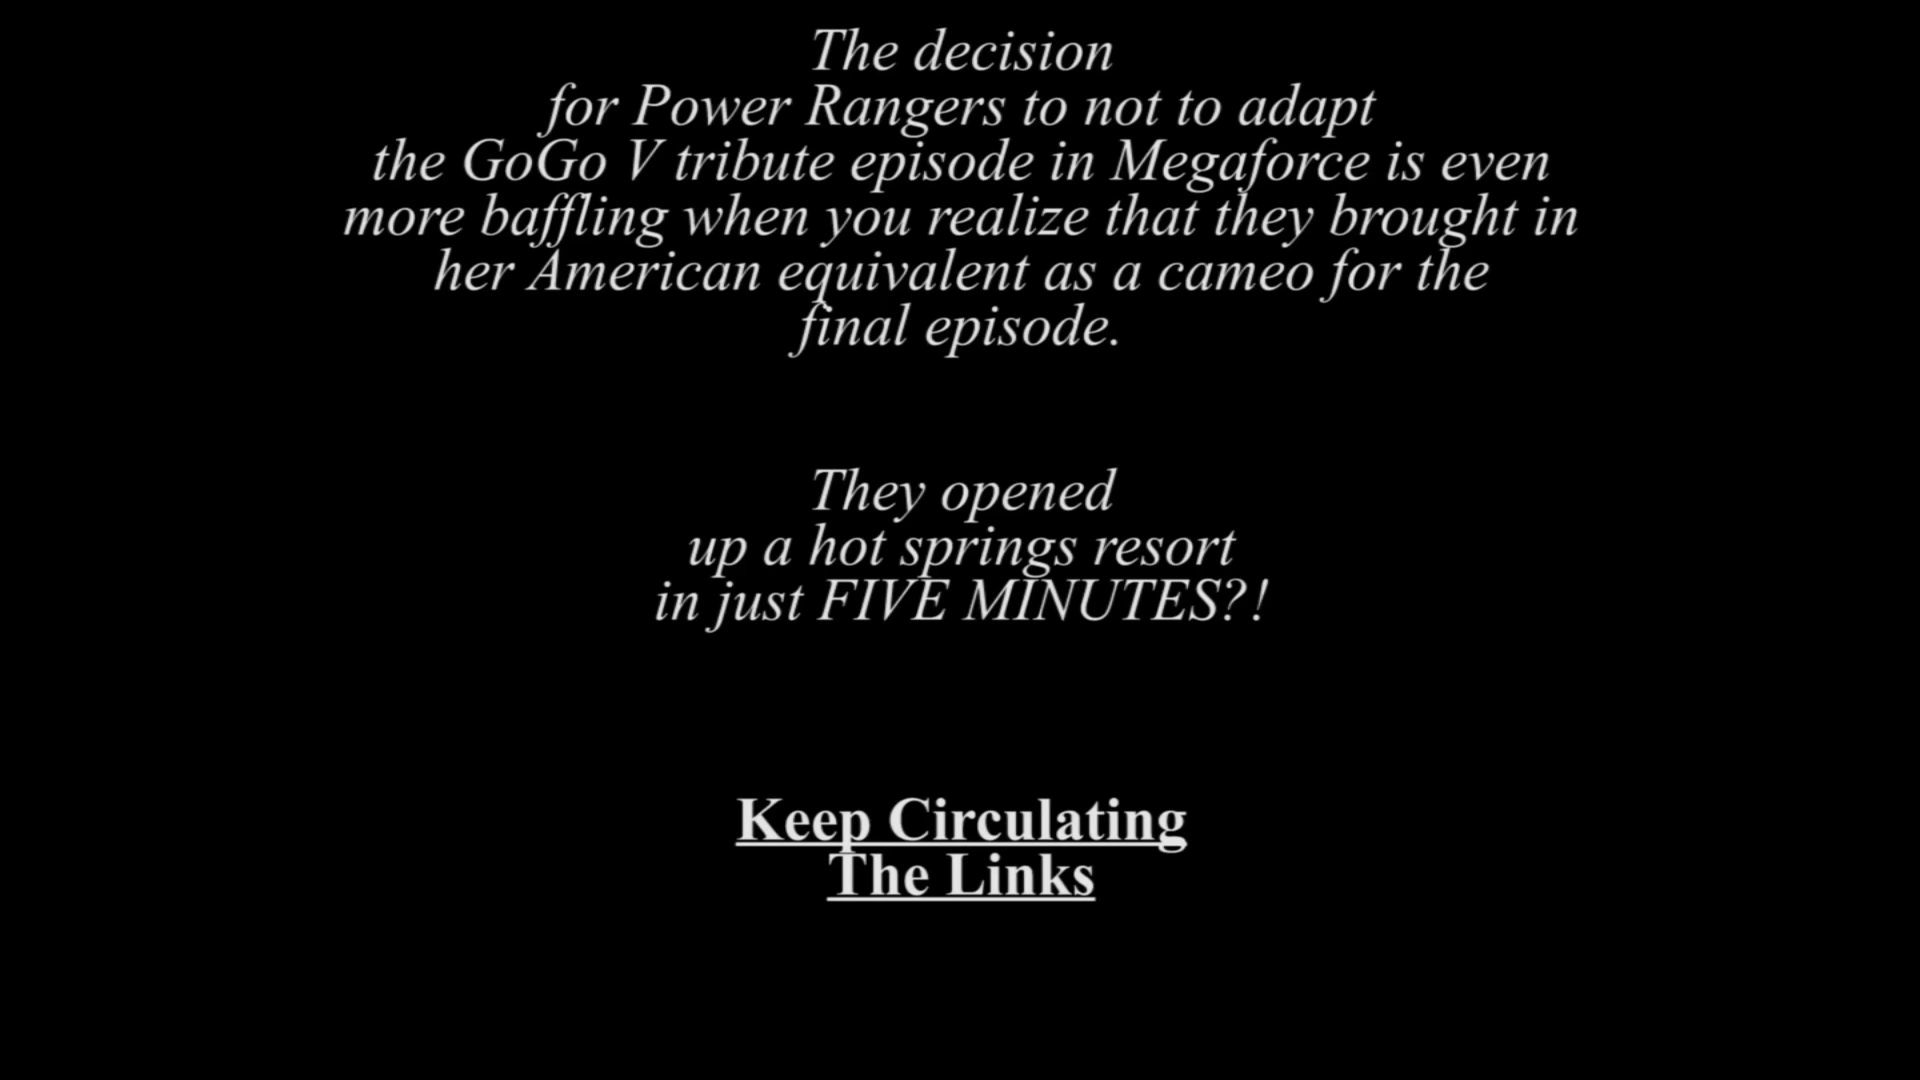 The decision
for Power Rangers to not to adapt
the GoGo V tribute episode in Megaforce is even
more baffling when you realize that they brought in
her American equivalent as a cameo for the
final episode.
They opened
up a hot springs resort
in just FIVE MINUTES?!
Keep Circulating
The Links